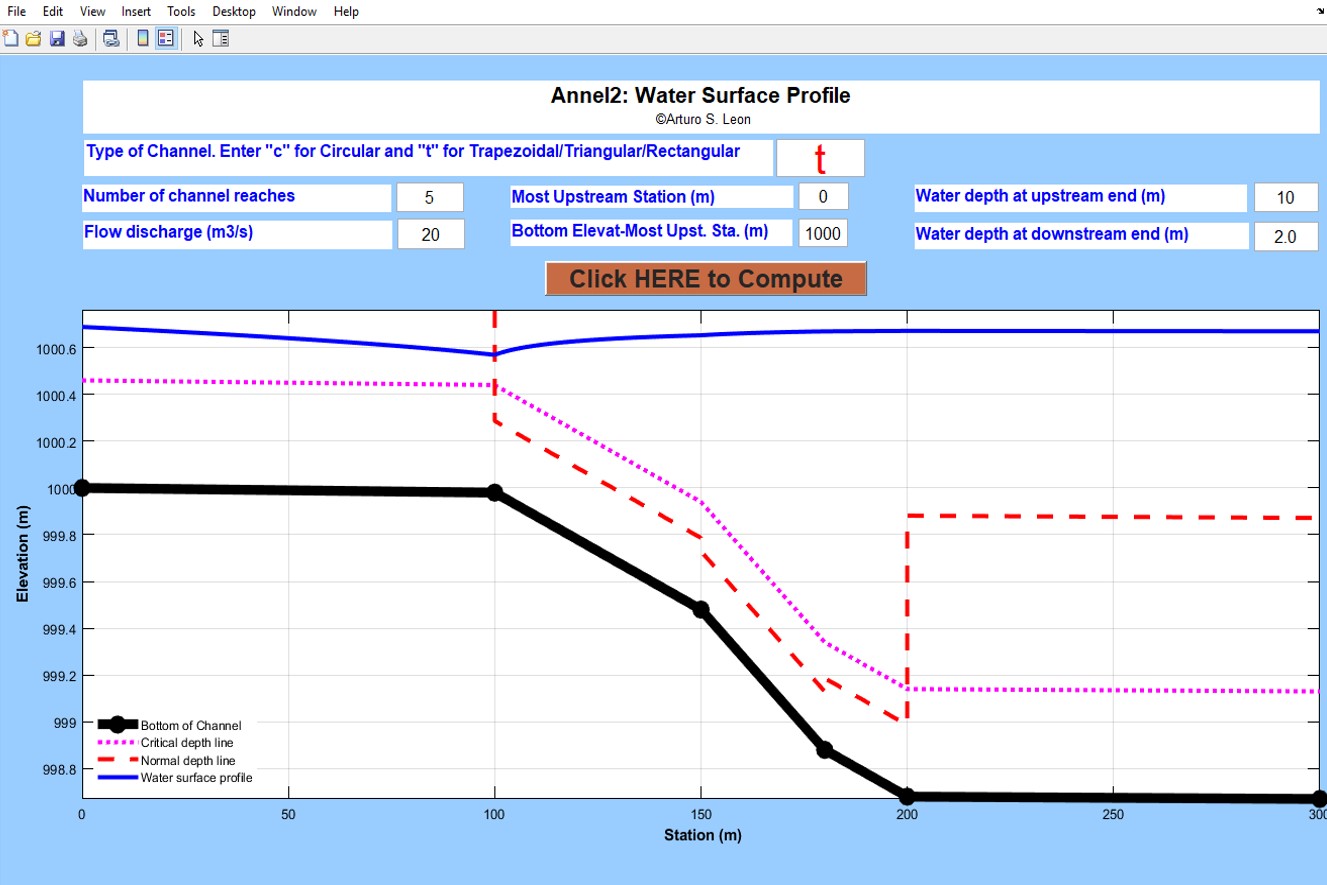 File Edit View Insert Tools Desktop Window Help
Annel2: Water Surface Profile
©Arturo S. Leon
Type of Channel. Enter "c" for Circular and "t" for Trapezoidal/Triangular/Rectangular t
Number of channel reaches 5 Most Upstream Station (m) 0 Water depth at upstream end (m) 10
Flow discharge (m3/s) 20 Bottom Elevat-Most Upst. Sta. (m) 1000 Water depth at downstream end (m) 2.0
Click HERE to Compute
1000.6
1000.4
1000.2
1000
999.8
999.6
999.4
999.2
999
998.8
Elevation (m)
Bottom of Channel
Critical depth line
Normal depth line
Water surface profile
0 50 100 150 200 250 300
Station (m)